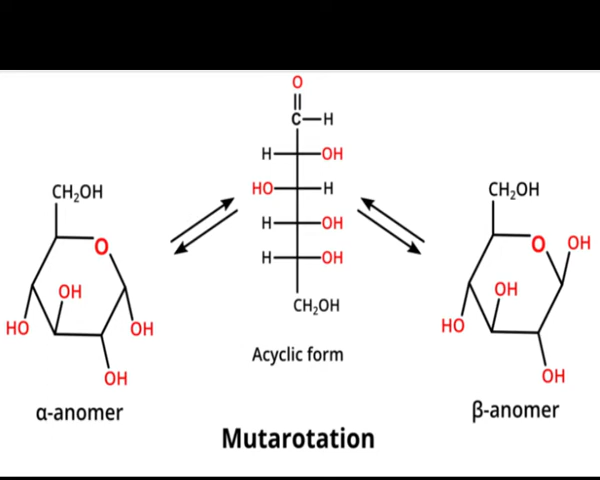 O
C H
H OH
HO H
H OH
H OH
CH₂OH
Acyclic form
CH₂OH
O
OH
HO OH
OH
α-anomer
CH₂OH
O OH
OH
HO
OH
β-anomer
Mutarotation